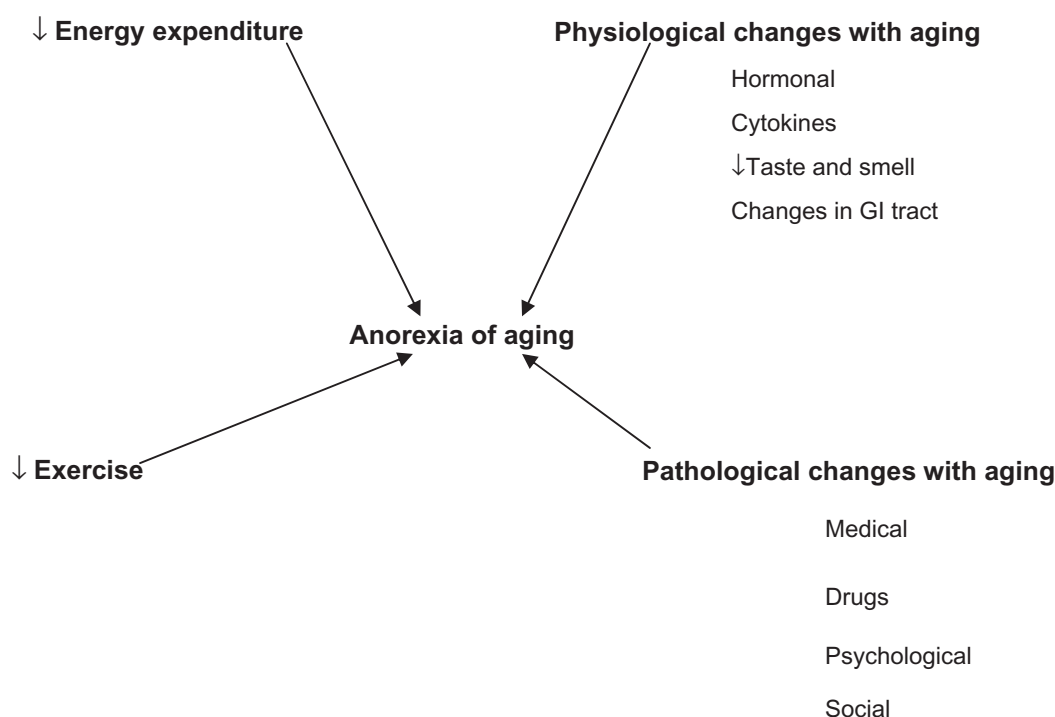 ↓ Energy expenditure
Physiological changes with aging
Hormonal
Cytokines
↓Taste and smell
Changes in GI tract
Anorexia of aging
↓ Exercise
Pathological changes with aging
Medical
Drugs
Psychological
Social